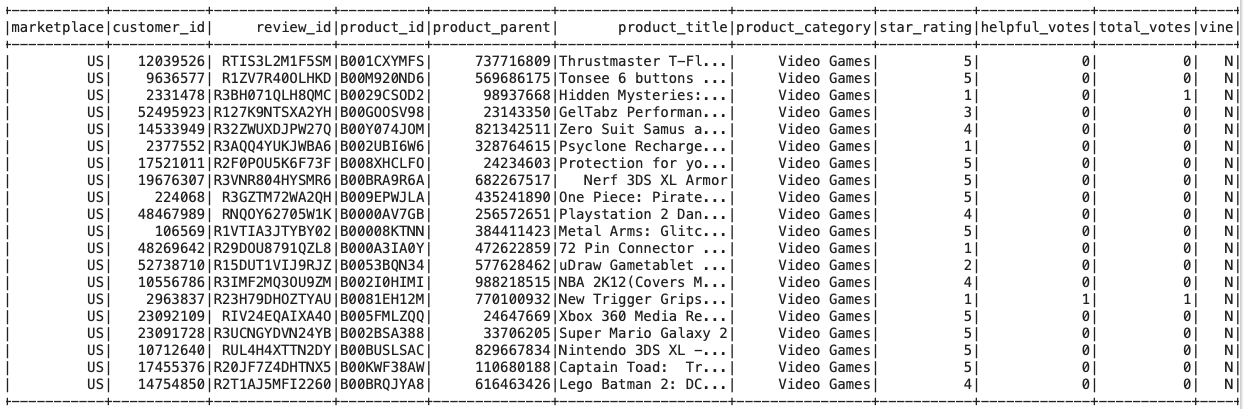 |marketplace|customer_id|     review_id|product_id|product_parent|       product_title|product_category|star_rating|helpful_votes|total_votes|vine|
|         US|   12039526| RTIS3L2M1F5SM|B001CXYMFS|     737716809|Thrustmaster T-Fl...|     Video Games|          5|            0|          0|   N|
|         US|    9636577| R1ZV7R40OLHKD|B00M920ND6|     569686175|Tonsee 6 buttons ...|     Video Games|          5|            0|          0|   N|
|         US|    2331478|R3BH071QLH8QMC|B0029CSOD2|      98937668|Hidden Mysteries:...|     Video Games|          1|            0|          1|   N|
|         US|   52495923|R127K9NTSXA2YH|B00GOOSV98|      23143350|GelTabz Performan...|     Video Games|          3|            0|          0|   N|
|         US|   14533949|R32ZWUXDJPW27Q|B00Y074JOM|     821342511|Zero Suit Samus a...|     Video Games|          4|            0|          0|   N|
|         US|    2377552|R3AQQ4YUKJWBA6|B002UBI6W6|     328764615|Psyclone Recharge...|     Video Games|          1|            0|          0|   N|
|         US|   17521011|R2F0POU5K6F73F|B008XHCLFO|      24234603|Protection for yo...|     Video Games|          5|            0|          0|   N|
|         US|   19676307|R3VNR804HYSMR6|B00BRA9R6A|     682267517|   Nerf 3DS XL Armor|     Video Games|          5|            0|          0|   N|
|         US|     224068| R3GZTM72WA2QH|B009EPWJLA|     435241890|One Piece: Pirate...|     Video Games|          5|            0|          0|   N|
|         US|   48467989| RNQOY62705W1K|B0000AV7GB|     256572651|Playstation 2 Dan...|     Video Games|          4|            0|          0|   N|
|         US|     106569|R1VTIA3JTYBY02|B00008KTNN|     384411423|Metal Arms: Glitc...|     Video Games|          5|            0|          0|   N|
|         US|   48269642|R29DOU8791QZL8|B000A3IA0Y|     472622859|72 Pin Connector ...|     Video Games|          1|            0|          0|   N|
|         US|   52738710|R15DUT1VIJ9RJZ|B0053BQN34|     577628462|uDraw Gametablet ...|     Video Games|          2|            0|          0|   N|
|         US|   10556786|R3IMF2MQ3OU9ZM|B002I0HIMI|     988218515|NBA 2K12(Covers M...|     Video Games|          4|            0|          0|   N|
|         US|    2963837|R23H79DHOZTYAU|B0081EH12M|     770100932|New Trigger Grips...|     Video Games|          1|            1|          1|   N|
|         US|   23092109| RIV24EQAIXA4O|B005FMLZQQ|      24647669|Xbox 360 Media Re...|     Video Games|          5|            0|          0|   N|
|         US|   23091728|R3UCNGYDVN24YB|B002BSA388|      33706205|Super Mario Galaxy 2|     Video Games|          5|            0|          0|   N|
|         US|   10712640| RUL4H4XTTN2DY|B00BUSLSAC|     829667834|Nintendo 3DS XL -...|     Video Games|          5|            0|          0|   N|
|         US|   17455376|R20JF7Z4DHTNX5|B00KWF38AW|     110680188|Captain Toad:  Tr...|     Video Games|          5|            0|          0|   N|
|         US|   14754850|R2T1AJ5MFI2260|B00BRQJYA8|     616463426|Lego Batman 2: DC...|     Video Games|          4|            0|          0|   N|